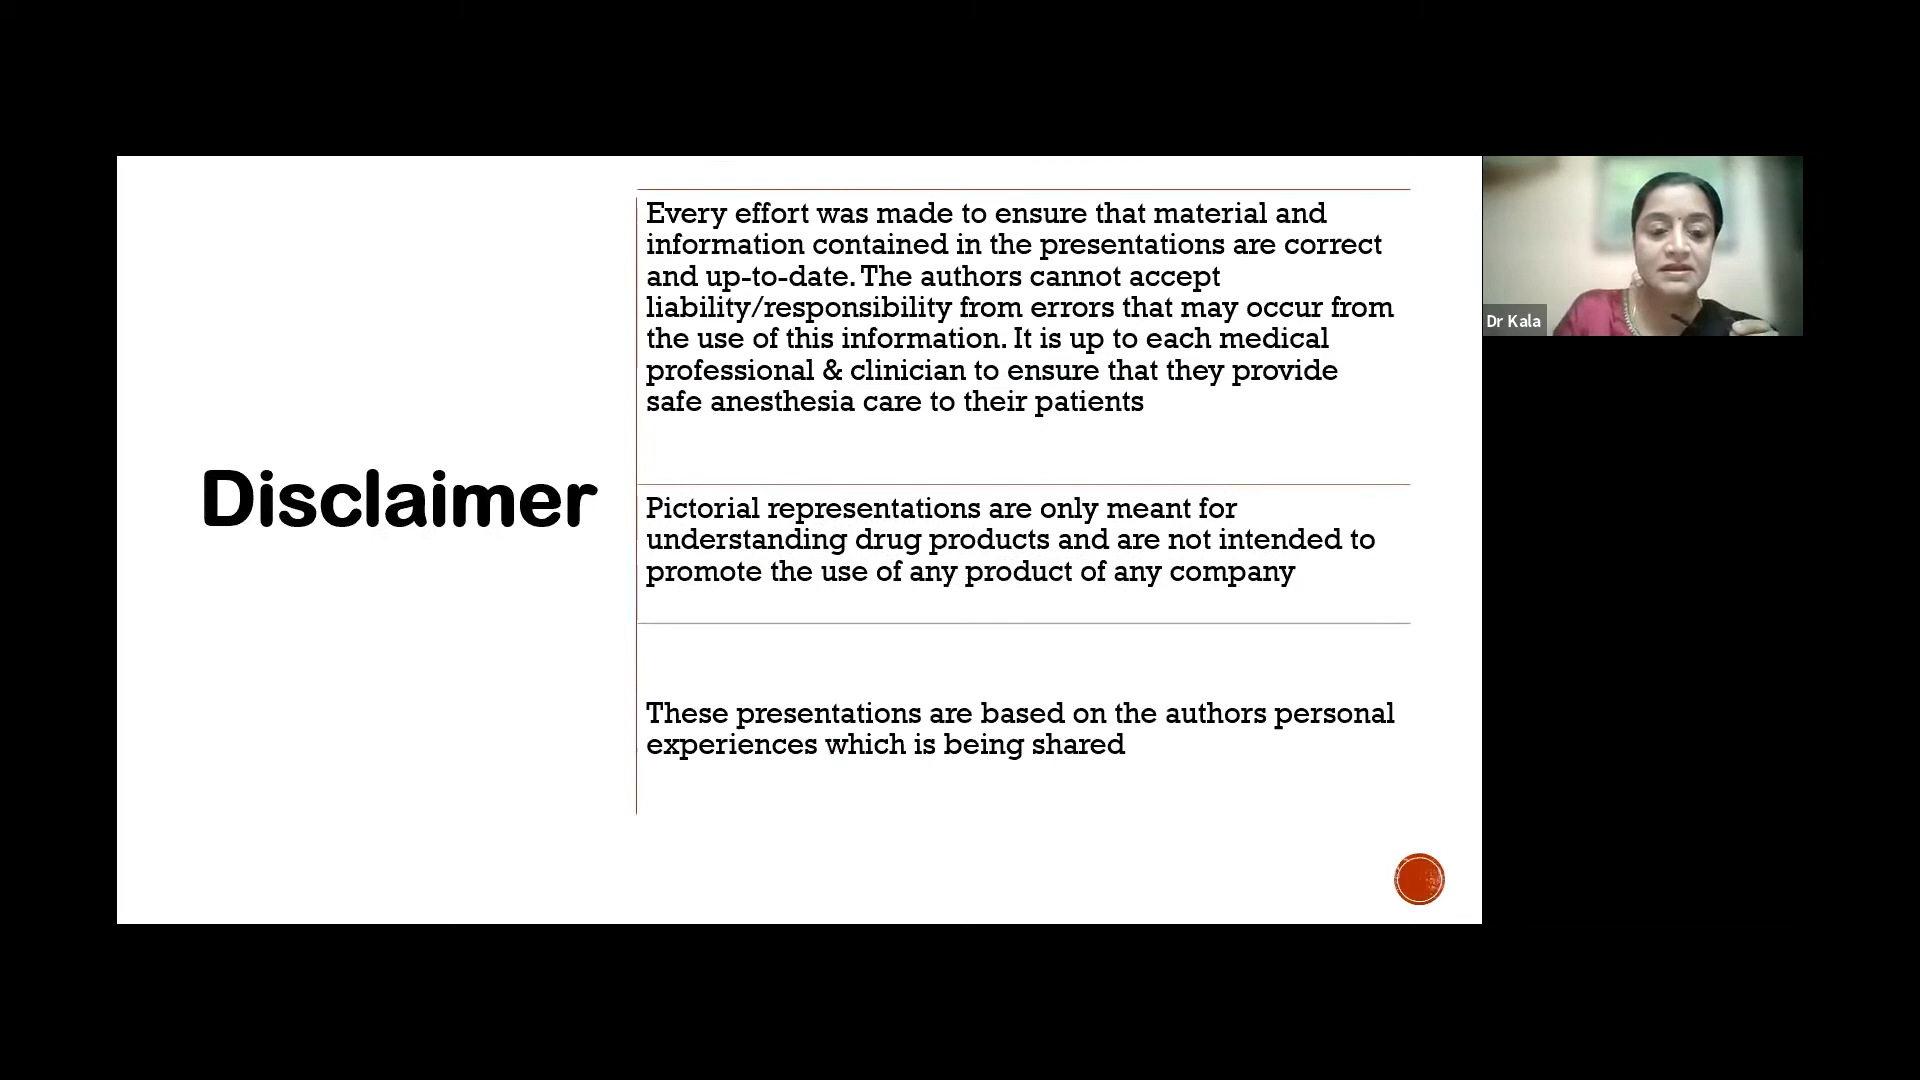 Disclaimer
Every effort was made to ensure that material and
information contained in the presentations are correct
and up-to-date. The authors cannot accept
liability/responsibility from errors that may occur from
the use of this information. It is up to each medical
professional & clinician to ensure that they provide
safe anesthesia care to their patients
Pictorial representations are only meant for
understanding drug products and are not intended to
promote the use of any product of any company
These presentations are based on the authors personal
experiences which is being shared
Dr Kala